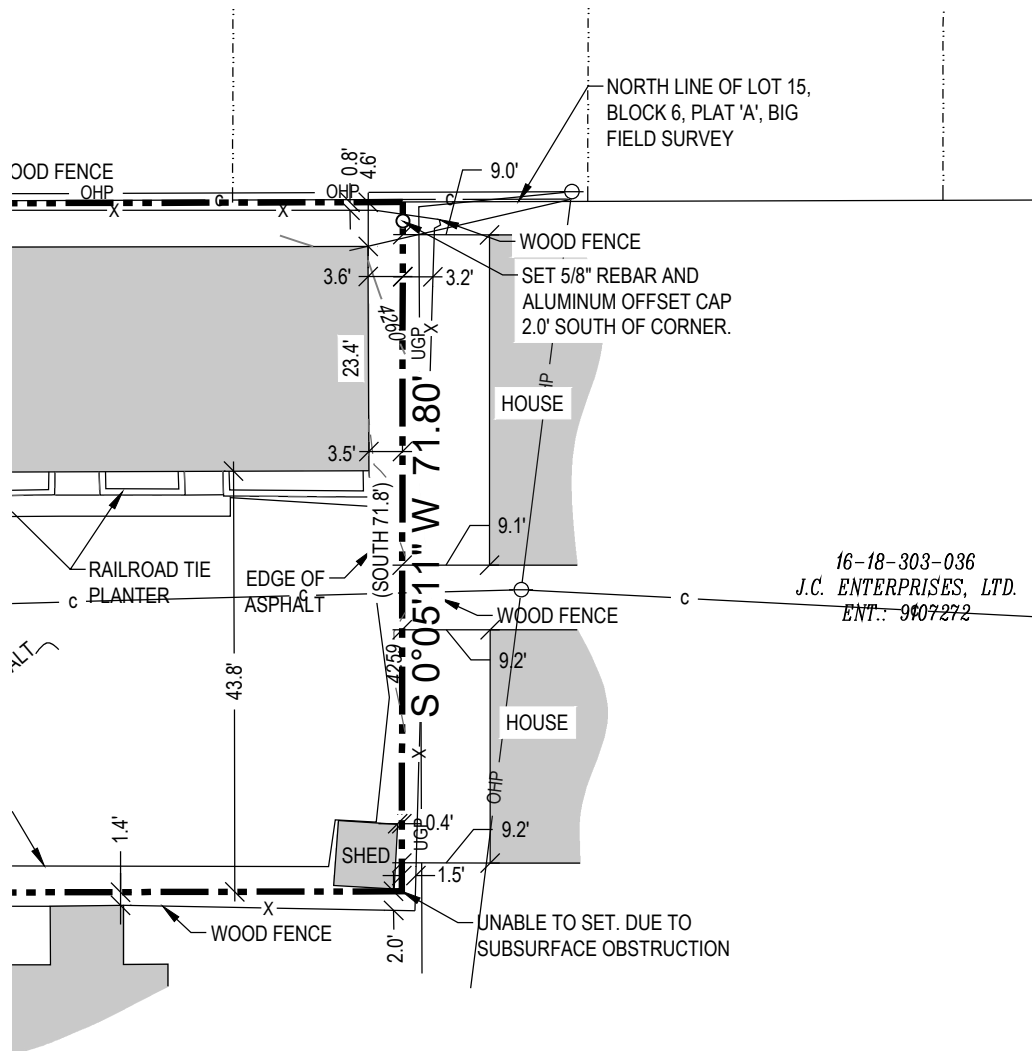 NORTH LINE OF LOT 15,
BLOCK 6, PLAT 'A', BIG
FIELD SURVEY
OOD FENCE
0.8'
4.6'
9.0'
OHP
OHP
C
C
X
X
WOOD FENCE
SET 5/8" REBAR AND
ALUMINUM OFFSET CAP
2.0' SOUTH OF CORNER.
3.6'
3.2'
4260
UGP
X
23.4'
OHP
HOUSE
S 0°05'11" W 71.80'
(SOUTH 71.8')
3.5'
9.1'
RAILROAD TIE
PLANTER
EDGE OF
ASPHALT
C
C
C
WOOD FENCE
16-18-303-036
J.C. ENTERPRISES, LTD.
ENT.: 9907272
ALT
43.8'
4259
9.2'
HOUSE
X
OHP
1.4'
0.4'
UGP
9.2'
SHED
1.5'
X
WOOD FENCE
2.0'
UNABLE TO SET. DUE TO
SUBSURFACE OBSTRUCTION